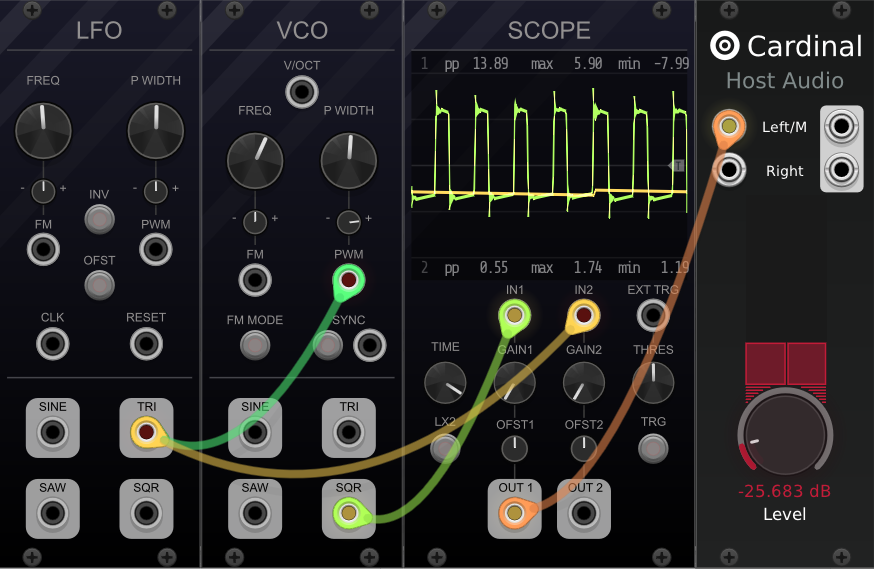 LFO
FREQ
P WIDTH
- +
- +
INV
FM
PWM
OFST
CLK
RESET
SINE
TRI
SAW
SQR
VCO
V/OCT
FREQ
P WIDTH
- +
- +
FM
PWM
FM MODE
SYNC
SINE
TRI
SAW
SQR
SCOPE
1 pp 13.89 max 5.90 min -7.99
T
2 pp 0.55 max 1.74 min 1.19
IN1
IN2
EXT TRG
TIME
GAIN1
GAIN2
THRES
LX2
OFST1
OFST2
TRG
OUT 1
OUT 2
Cardinal
Host Audio
Left/M
Right
-25.683 dB
Level